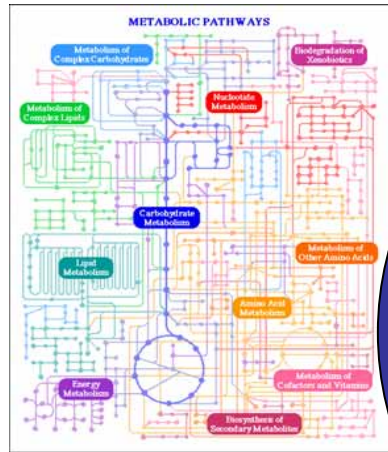 METABOLIC PATHWAYS
Metabolism of
Complex Carbohydrates
Biodegradation of
Xenobiotics
Nucleotide
Metabolism
Metabolism of
Complex Lipids
Carbohydrate
Metabolism
Metabolism of
Other Amino Acids
Lipid
Metabolism
Amino Acid
Metabolism
Metabolism of
Cofactors and Vitamins
Energy
Metabolism
Biosynthesis of
Secondary Metabolites